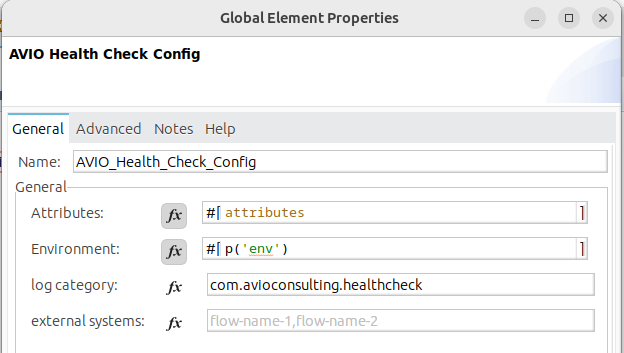 Global Element Properties
AVIO Health Check Config
General Advanced Notes Help
Name: AVIO_Health_Check_Config
General
Attributes: fx #[ attributes ]
Environment: fx #[ p('env') ]
log category: fx com.avioconsulting.healthcheck
external systems: fx flow-name-1,flow-name-2